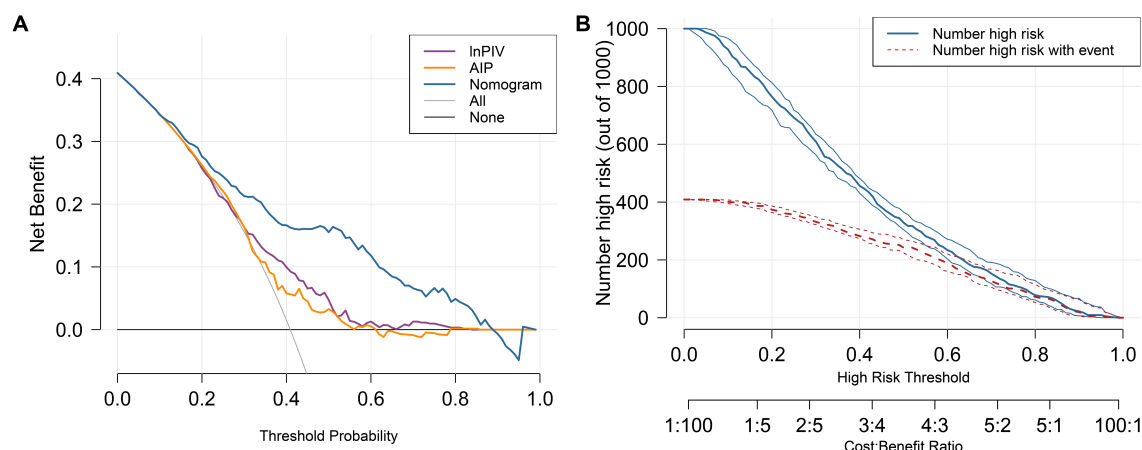 A
Net Benefit
0.4
0.3
0.2
0.1
0.0
0.0 0.2 0.4 0.6 0.8 1.0
Threshold Probability
lnPIV
AIP
Nomogram
All
None
B
Number high risk (out of 1000)
1000
800
600
400
200
0
Number high risk
Number high risk with event
0.0 0.2 0.4 0.6 0.8 1.0
High Risk Threshold
1:100 1:5 2:5 3:4 4:3 5:2 5:1 100:1
Cost:Benefit Ratio